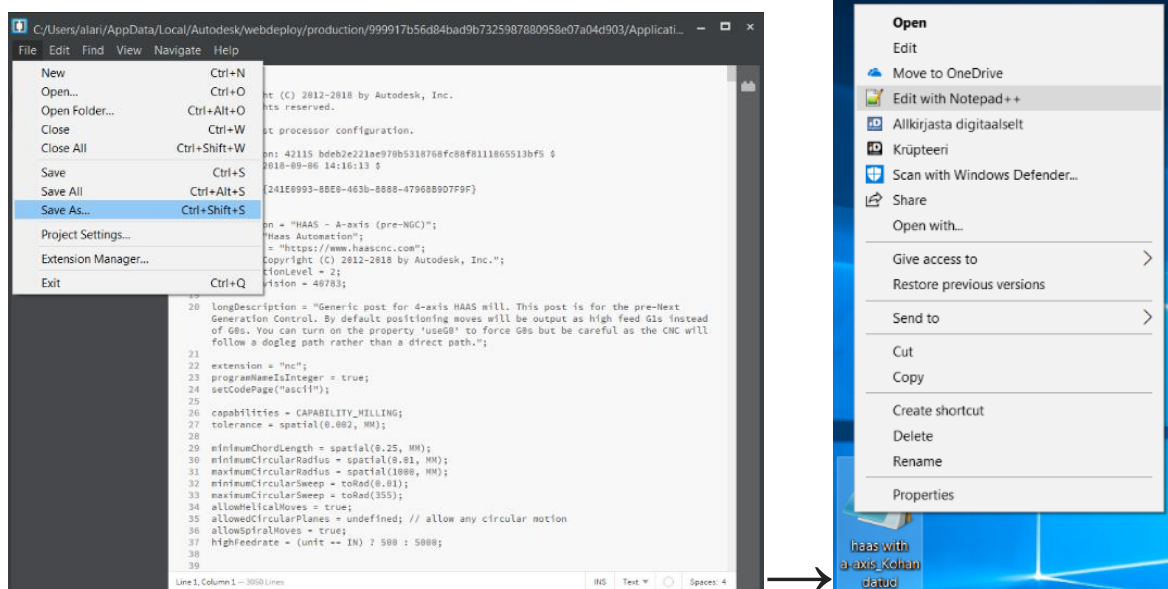 C:/Users/alari/AppData/Local/Autodesk/webdeploy/production/999917b56d84bad9b7325987880958e07a04d903/Applicati...
File Edit Find View Navigate Help
New Ctrl+N
Open... Ctrl+O
Open Folder... Ctrl+Alt+O
Close Ctrl+W
Close All Ctrl+Shift+W
Save Ctrl+S
Save All Ctrl+Alt+S
Save As... Ctrl+Shift+S
Project Settings...
Extension Manager...
Exit Ctrl+Q
ht (C) 2012-2018 by Autodesk, Inc.
hts reserved.
st processor configuration.
on: 42115 bdeb2e221ae970b5318768fc88f8111865513bf5 $
2018-09-06 14:16:13 $
{241E0993-8BE0-463b-8888-47968B9D7F9F}
on = "HAAS - A-axis (pre-NGC)";
"Haas Automation";
= "https://www.haascnc.com";
Copyright (C) 2012-2018 by Autodesk, Inc.";
tionLevel = 2;
vision = 40783;
19
20 longDescription = "Generic post for 4-axis HAAS mill. This post is for the pre-Next
Generation Control. By default positioning moves will be output as high feed G1s instead
of G0s. You can turn on the property 'useG0' to force G0s but be careful as the CNC will
follow a dogleg path rather than a direct path.";
21
22 extension = "nc";
23 programNameIsInteger = true;
24 setCodePage("ascii");
25
26 capabilities = CAPABILITY_MILLING;
27 tolerance = spatial(0.002, MM);
28
29 minimumChordLength = spatial(0.25, MM);
30 minimumCircularRadius = spatial(0.01, MM);
31 maximumCircularRadius = spatial(1000, MM);
32 minimumCircularSweep = toRad(0.01);
33 maximumCircularSweep = toRad(355);
34 allowHelicalMoves = true;
35 allowedCircularPlanes = undefined; // allow any circular motion
36 allowSpiralMoves = true;
37 highFeedrate = (unit == IN) ? 500 : 5000;
38
39
Line 1, Column 1 — 3050 Lines INS Text Spaces: 4
Open
Edit
Move to OneDrive
Edit with Notepad++
Allkirjasta digitaalselt
Krüpteeri
Scan with Windows Defender...
Share
Open with...
Give access to
Restore previous versions
Send to
Cut
Copy
Create shortcut
Delete
Rename
Properties
haas with
a-axis_Kohan
datud